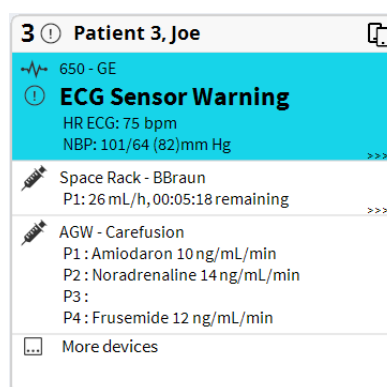 3 Patient 3, Joe
650 - GE
ECG Sensor Warning
HR ECG: 75 bpm
NBP: 101/64 (82)mm Hg
>>>
Space Rack - BBraun
P1: 26 mL/h, 00:05:18 remaining
>>>
AGW - Carefusion
P1 : Amiodaron 10 ng/mL/min
P2 : Noradrenaline 14 ng/mL/min
P3 :
P4 : Frusemide 12 ng/mL/min
More devices